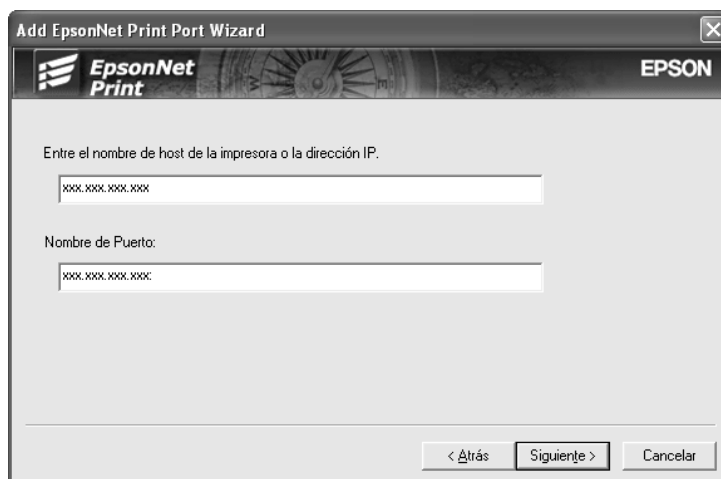 Add EpsonNet Print Port Wizard
EpsonNet
Print
EPSON
W
E
Entre el nombre de host de la impresora o la dirección IP.
xxx.xxx.xxx.xxx
Nombre de Puerto:
xxx.xxx.xxx.xxx:
< Atrás Siguiente > Cancelar